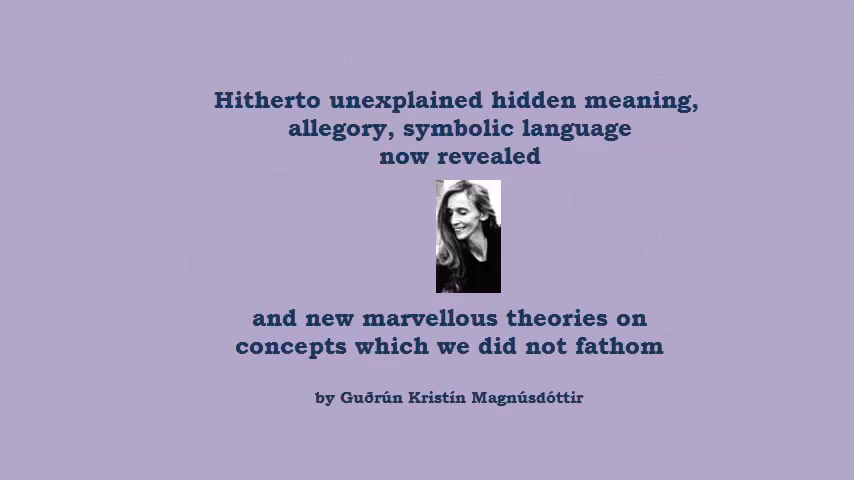 Hitherto unexplained hidden meaning,
allegory, symbolic language
now revealed
and new marvellous theories on
concepts which we did not fathom
by Guðrún Kristín Magnúsdóttir